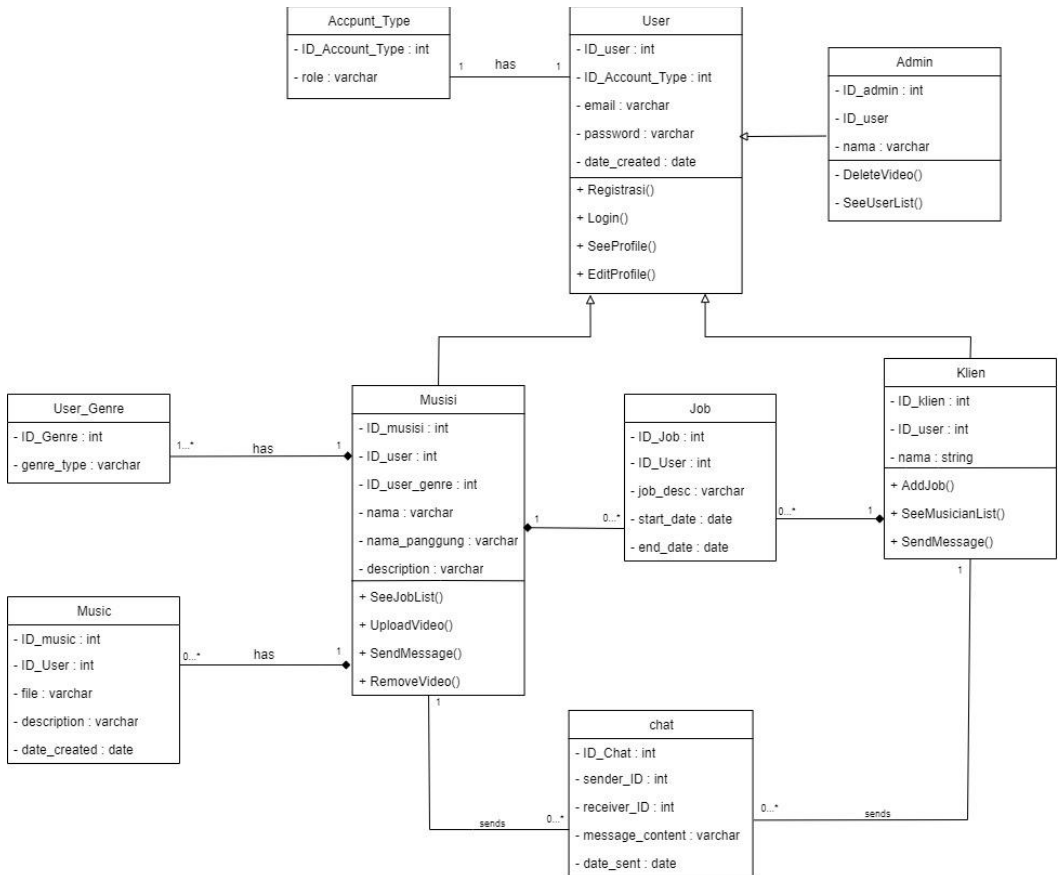 Accpunt_Type
- ID_Account_Type : int
- role : varchar
1
has
1
User
- ID_user : int
- ID_Account_Type : int
- email : varchar
- password : varchar
- date_created : date
+ Registrasi()
+ Login()
+ SeeProfile()
+ EditProfile()
Admin
- ID_admin : int
- ID_user
- nama : varchar
- DeleteVideo()
- SeeUserList()
User_Genre
- ID_Genre : int
- genre_type : varchar
1...*
has
1
Musisi
- ID_musisi : int
- ID_user : int
- ID_user_genre : int
- nama : varchar
- nama_panggung : varchar
- description : varchar
+ SeeJobList()
+ UploadVideo()
+ SendMessage()
+ RemoveVideo()
1
0...*
Job
- ID_Job : int
- ID_User : int
- job_desc : varchar
- start_date : date
- end_date : date
0...*
1
Klien
- ID_klien : int
- ID_user : int
- nama : string
+ AddJob()
+ SeeMusicianList()
+ SendMessage()
Music
- ID_music : int
- ID_User : int
- file : varchar
- description : varchar
- date_created : date
0...*
has
1
1
sends
0...*
chat
- ID_Chat : int
- sender_ID : int
- receiver_ID : int
- message_content : varchar
- date_sent : date
0...*
sends
1